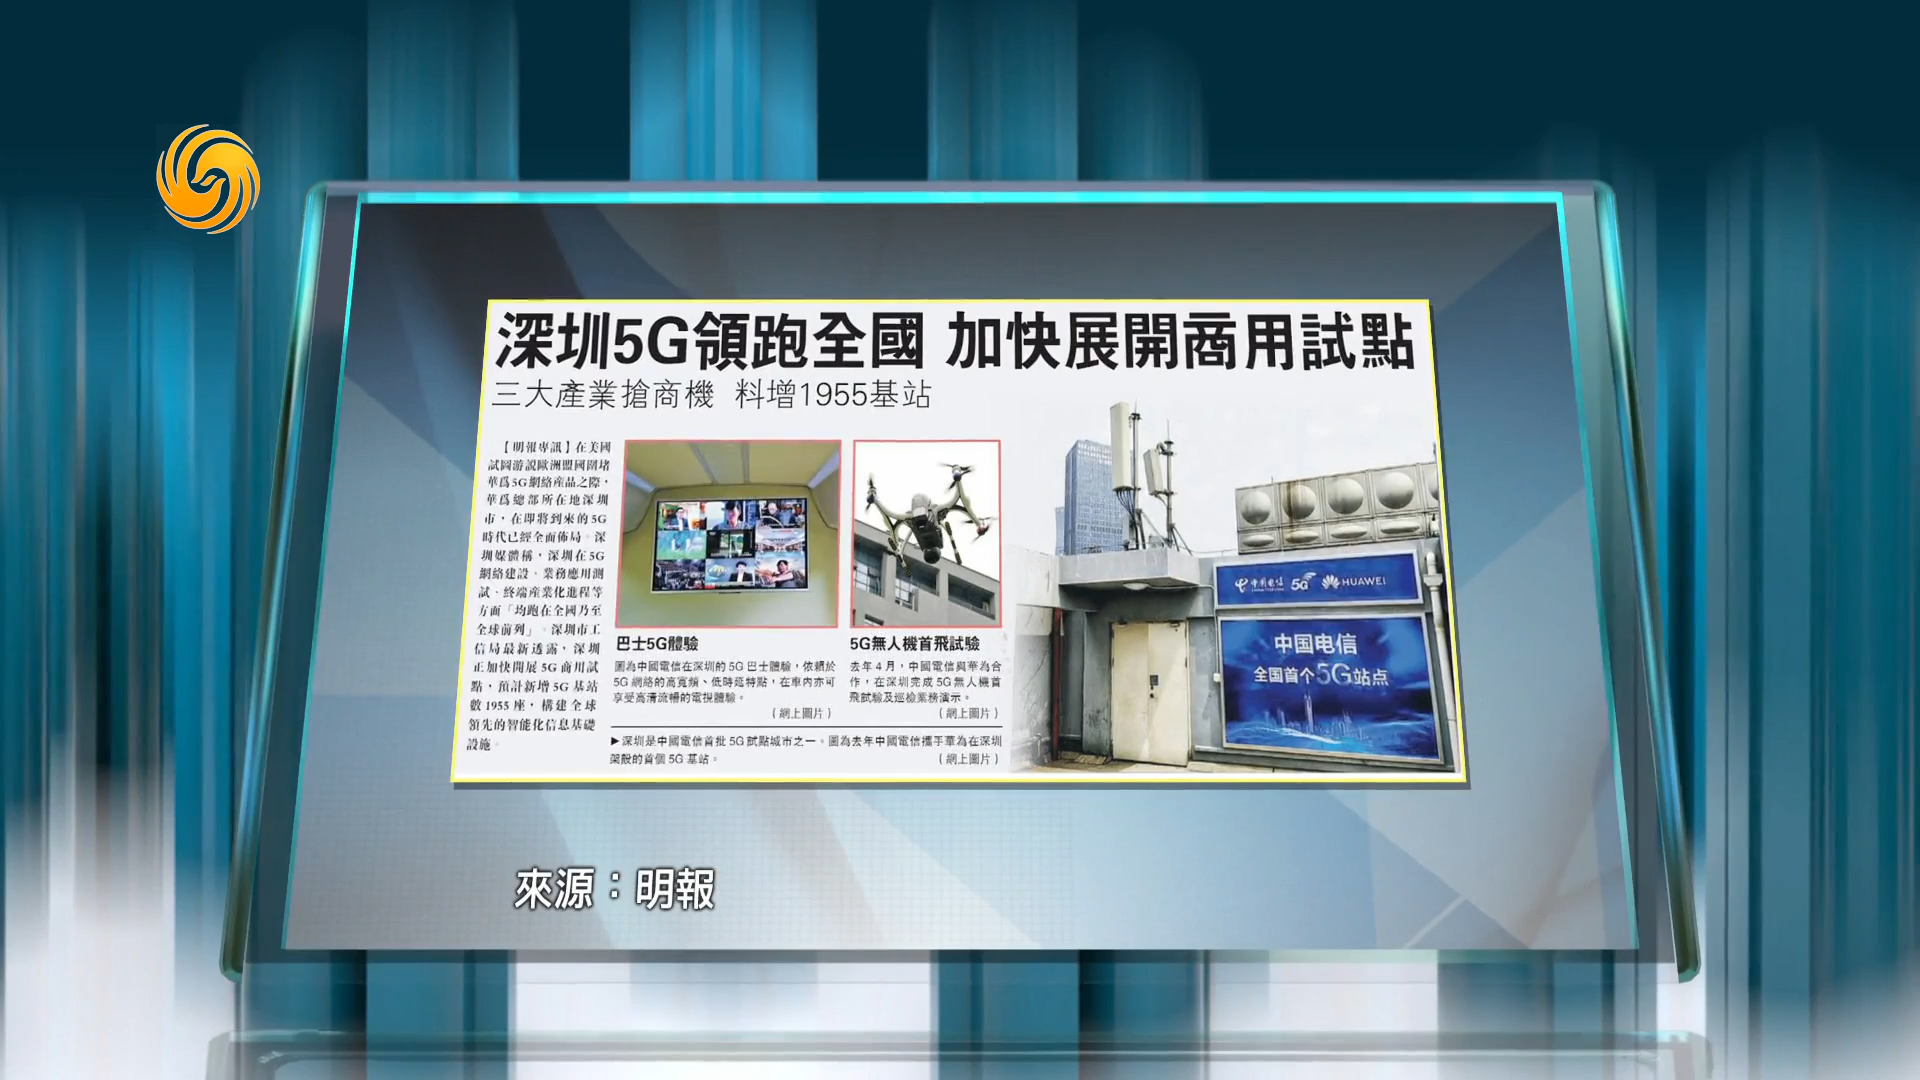 深圳5G領跑全國 加快展開商用試點
三大產業搶商機 料增1955基站
【明報專訊】在美國
試圖游說歐洲盟國圍堵
華為5G網絡產品之際，
華為總部所在地深圳
市，在即將到來的5G
時代已經全面佈局。深
圳媒體稱，深圳在5G
網絡建設、業務應用測
試、終端產業化進程等
方面「均跑在全國乃至
全球前列」。深圳市工
信局最新透露，深圳
正加快開展5G商用試
點，預計新增5G基站
數1955座，構建全球
領先的智能化信息基礎
設施。
巴士5G體驗
圖為中國電信在深圳的5G巴士體驗，依賴於
5G網絡的高寬頻、低時延特點，在車內亦可
享受高清流暢的電視體驗。
（網上圖片）
5G無人機首飛試驗
去年4月，中國電信與華為合
作，在深圳完成5G無人機首
飛試驗及巡檢業務演示。
（網上圖片）
▶深圳是中國電信首批5G試點城市之一。圖為去年中國電信攜手華為在深圳
架設的首個5G基站。
（網上圖片）
中国电信 5G HUAWEI
中国电信
全国首个5G站点
來源：明報